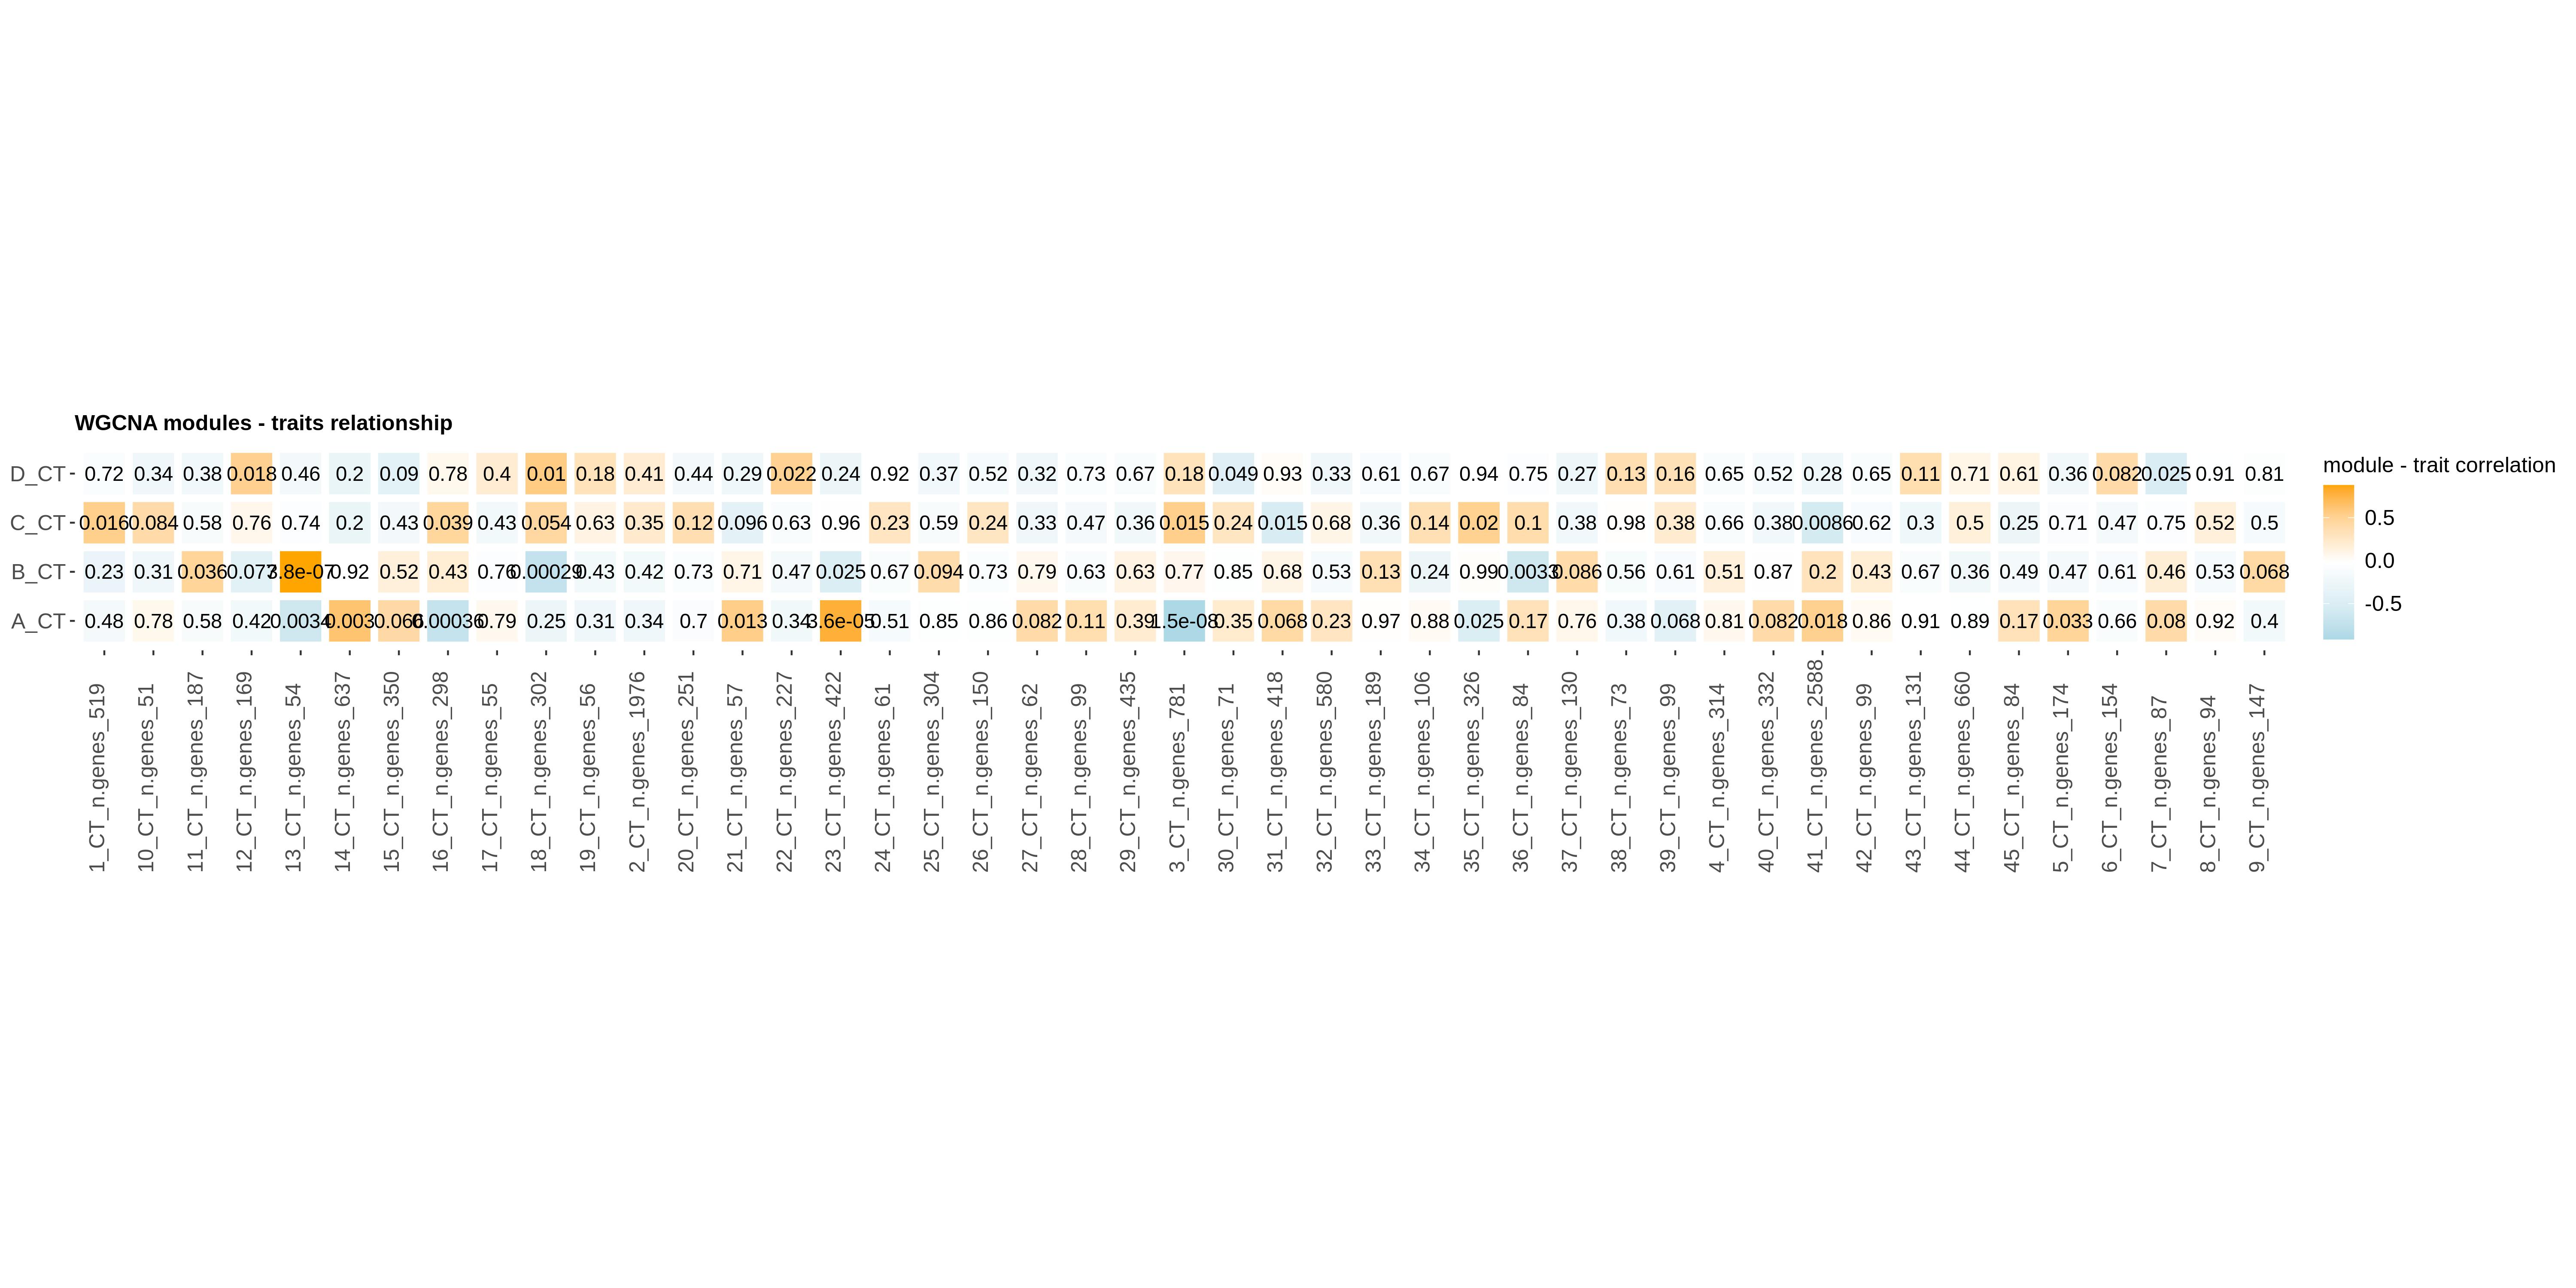 WGCNA modules - traits relationship
D_CT 0.72 0.34 0.38 0.018 0.46 0.2 0.09 0.78 0.4 0.01 0.18 0.41 0.44 0.29 0.022 0.24 0.92 0.37 0.52 0.32 0.73 0.67 0.18 0.049 0.93 0.33 0.61 0.67 0.94 0.75 0.27 0.13 0.16 0.65 0.52 0.28 0.65 0.11 0.71 0.61 0.36 0.082 0.025 0.91 0.81
C_CT 0.016 0.084 0.58 0.76 0.74 0.2 0.43 0.039 0.43 0.054 0.63 0.35 0.12 0.096 0.63 0.96 0.23 0.59 0.24 0.33 0.47 0.36 0.015 0.24 0.015 0.68 0.36 0.14 0.02 0.1 0.38 0.98 0.38 0.66 0.38 0.0086 0.62 0.3 0.5 0.25 0.71 0.47 0.75 0.52 0.5
B_CT 0.23 0.31 0.036 0.077 3.8e-07 0.92 0.52 0.43 0.76 0.00029 0.43 0.42 0.73 0.71 0.47 0.025 0.67 0.094 0.73 0.79 0.63 0.63 0.77 0.85 0.68 0.53 0.13 0.24 0.99 0.0033 0.086 0.56 0.61 0.51 0.87 0.2 0.43 0.67 0.36 0.49 0.47 0.61 0.46 0.53 0.068
A_CT 0.48 0.78 0.58 0.42 0.0034 0.003 0.066 0.00036 0.79 0.25 0.31 0.34 0.7 0.013 0.34 3.6e-05 0.51 0.85 0.86 0.082 0.11 0.39 1.5e-08 0.35 0.068 0.23 0.97 0.88 0.025 0.17 0.76 0.38 0.068 0.81 0.082 0.018 0.86 0.91 0.89 0.17 0.033 0.66 0.08 0.92 0.4
1_CT_n.genes_519
10_CT_n.genes_51
11_CT_n.genes_187
12_CT_n.genes_169
13_CT_n.genes_54
14_CT_n.genes_637
15_CT_n.genes_350
16_CT_n.genes_298
17_CT_n.genes_55
18_CT_n.genes_302
19_CT_n.genes_56
2_CT_n.genes_1976
20_CT_n.genes_251
21_CT_n.genes_57
22_CT_n.genes_227
23_CT_n.genes_422
24_CT_n.genes_61
25_CT_n.genes_304
26_CT_n.genes_150
27_CT_n.genes_62
28_CT_n.genes_99
29_CT_n.genes_435
3_CT_n.genes_781
30_CT_n.genes_71
31_CT_n.genes_418
32_CT_n.genes_580
33_CT_n.genes_189
34_CT_n.genes_106
35_CT_n.genes_326
36_CT_n.genes_84
37_CT_n.genes_130
38_CT_n.genes_73
39_CT_n.genes_99
4_CT_n.genes_314
40_CT_n.genes_332
41_CT_n.genes_2588
42_CT_n.genes_99
43_CT_n.genes_131
44_CT_n.genes_660
45_CT_n.genes_84
5_CT_n.genes_174
6_CT_n.genes_154
7_CT_n.genes_87
8_CT_n.genes_94
9_CT_n.genes_147
module - trait correlation
0.5
0.0
-0.5